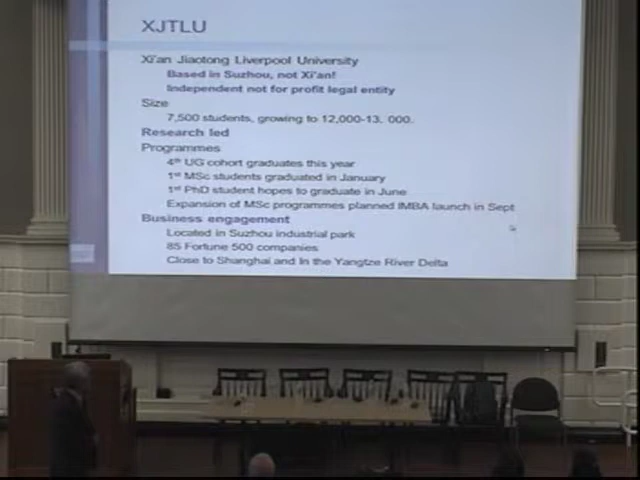 XJTLU
Xi'an Jiaotong Liverpool University
Based in Suzhou, not Xi'an!
Independent not for profit legal entity
Size
7,500 students, growing to 12,000-13, 000.
Research led
Programmes
4th UG cohort graduates this year
1st MSc students graduated in January
1st PhD student hopes to graduate in June
Expansion of MSc programmes planned IMBA launch in Sept
Business engagement
Located in Suzhou industrial park
85 Fortune 500 companies
Close to Shanghai and In the Yangtze River Delta